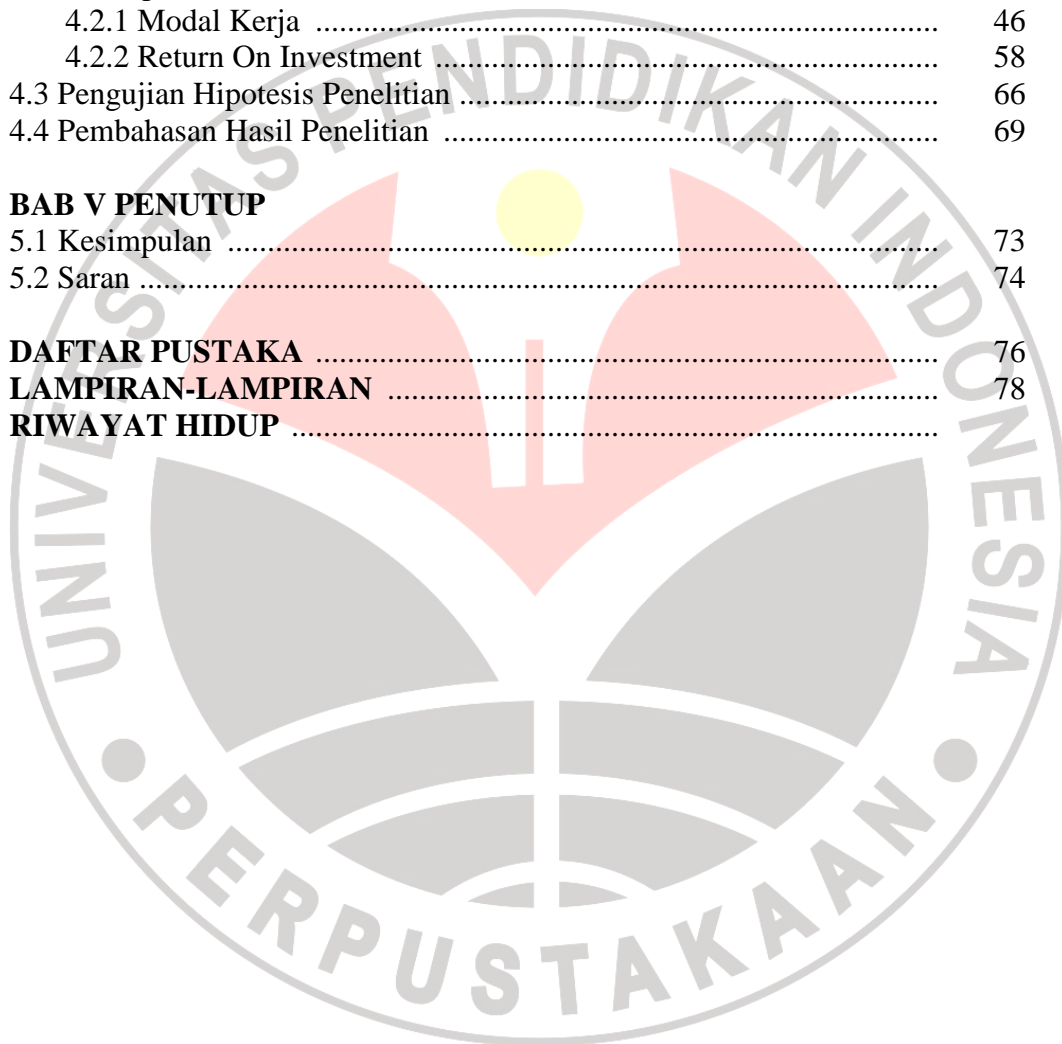 4.2.1 Modal Kerja ........................................................................................... 46
4.2.2 Return On Investment .......................................................................... 58
4.3 Pengujian Hipotesis Penelitian ...................................................................... 66
4.4 Pembahasan Hasil Penelitian ......................................................................... 69
BAB V PENUTUP
5.1 Kesimpulan .................................................................................................... 73
5.2 Saran .............................................................................................................. 74
DAFTAR PUSTAKA ........................................................................................... 76
LAMPIRAN-LAMPIRAN ................................................................................. 78
RIWAYAT HIDUP ...............................................................................................
UNIVERSITAS PENDIDIKAN INDONESIA
PERPUSTAKAAN